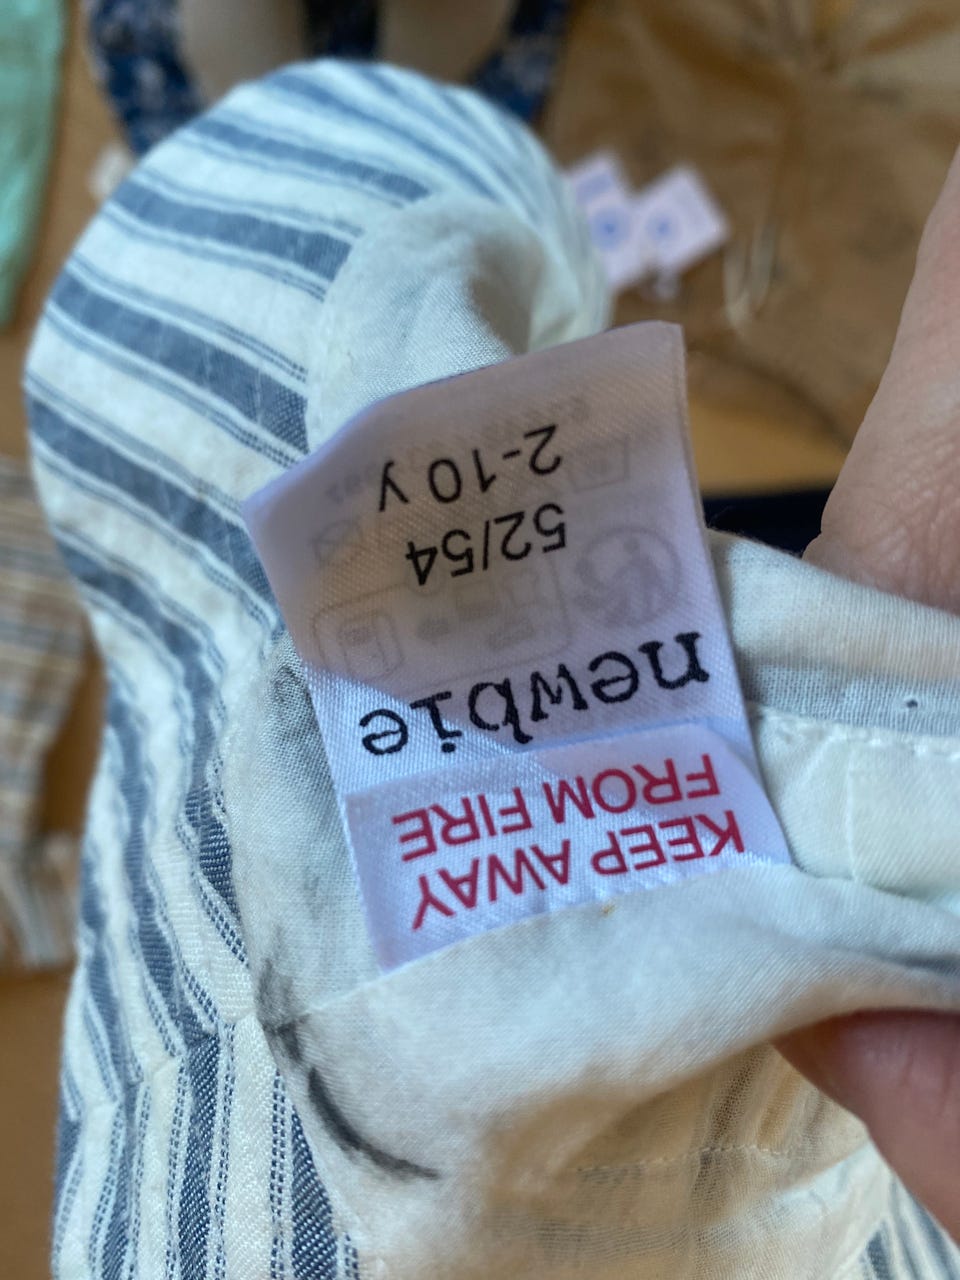 KEEP AWAY
FROM FIRE
newbie
52/54
2-10 y